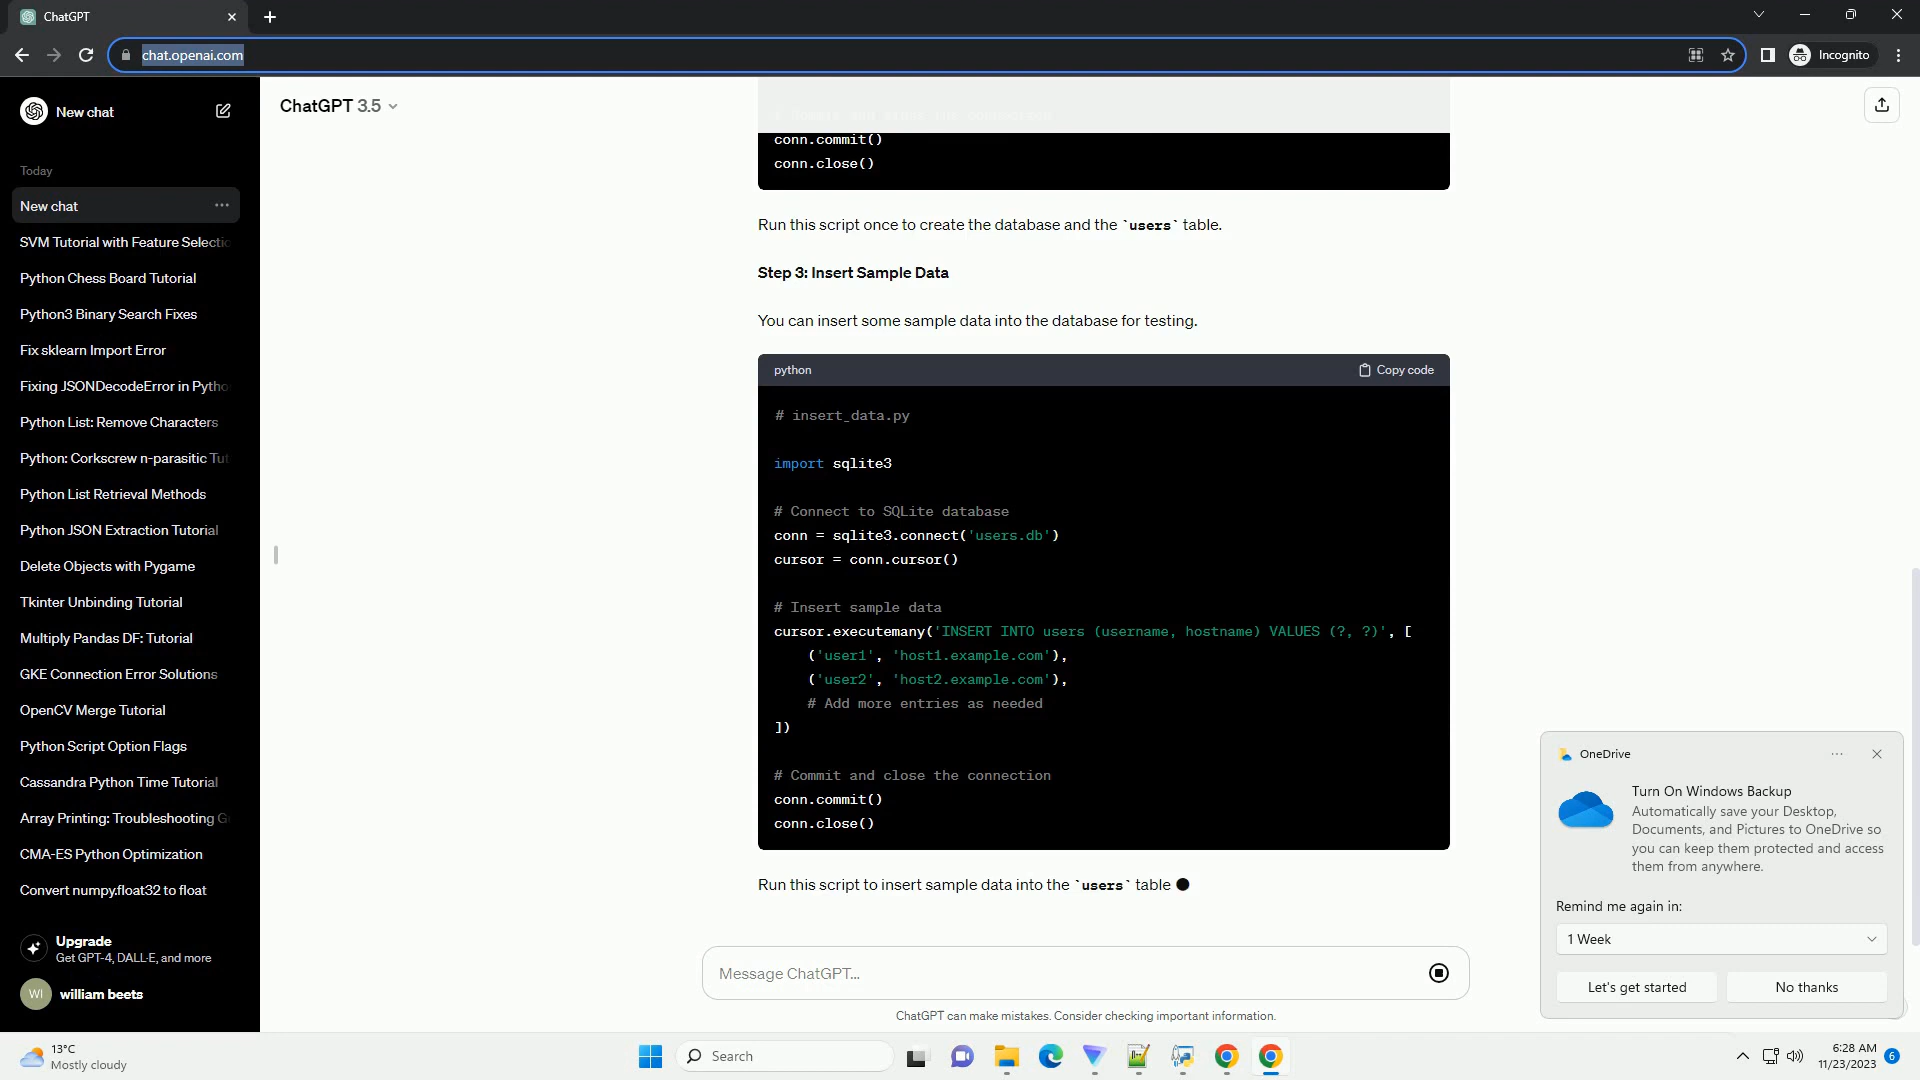 ChatGPT
chat.openai.com
Incognito
New chat
Today
New chat
SVM Tutorial with Feature Selectio
Python Chess Board Tutorial
Python3 Binary Search Fixes
Fix sklearn Import Error
Fixing JSONDecodeError in Pytho
Python List: Remove Characters
Python: Corkscrew n-parasitic Tut
Python List Retrieval Methods
Python JSON Extraction Tutorial
Delete Objects with Pygame
Tkinter Unbinding Tutorial
Multiply Pandas DF: Tutorial
GKE Connection Error Solutions
OpenCV Merge Tutorial
Python Script Option Flags
Cassandra Python Time Tutorial
Array Printing: Troubleshooting G
CMA-ES Python Optimization
Convert numpy.float32 to float
Upgrade
Get GPT-4, DALL·E, and more
WI
william beets
ChatGPT 3.5
conn.commit()
conn.close()
Run this script once to create the database and the `users` table.
Step 3: Insert Sample Data
You can insert some sample data into the database for testing.
python
Copy code
# insert_data.py
import sqlite3
# Connect to SQLite database
conn = sqlite3.connect('users.db')
cursor = conn.cursor()
# Insert sample data
cursor.executemany('INSERT INTO users (username, hostname) VALUES (?, ?)', [
('user1', 'host1.example.com'),
('user2', 'host2.example.com'),
# Add more entries as needed
])
# Commit and close the connection
conn.commit()
conn.close()
Run this script to insert sample data into the `users` table
Message ChatGPT...
ChatGPT can make mistakes. Consider checking important information.
OneDrive
Turn On Windows Backup
Automatically save your Desktop,
Documents, and Pictures to OneDrive so
you can keep them protected and access
them from anywhere.
Remind me again in:
1 Week
Let's get started
No thanks
13°C
Mostly cloudy
Search
6:28 AM
11/23/2023
6